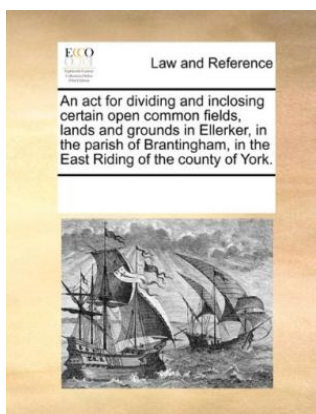 ECCO
Law and Reference
An act for dividing and inclosing
certain open common fields,
lands and grounds in Ellerker, in
the parish of Brantingham, in the
East Riding of the county of York.